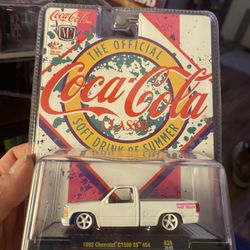 Coca-Cola
M2
THE OFFICIAL
Coca-Cola
CLASSIC
SOFT DRINK OF SUMMER
1992 Chevrolet C1500 SS 454